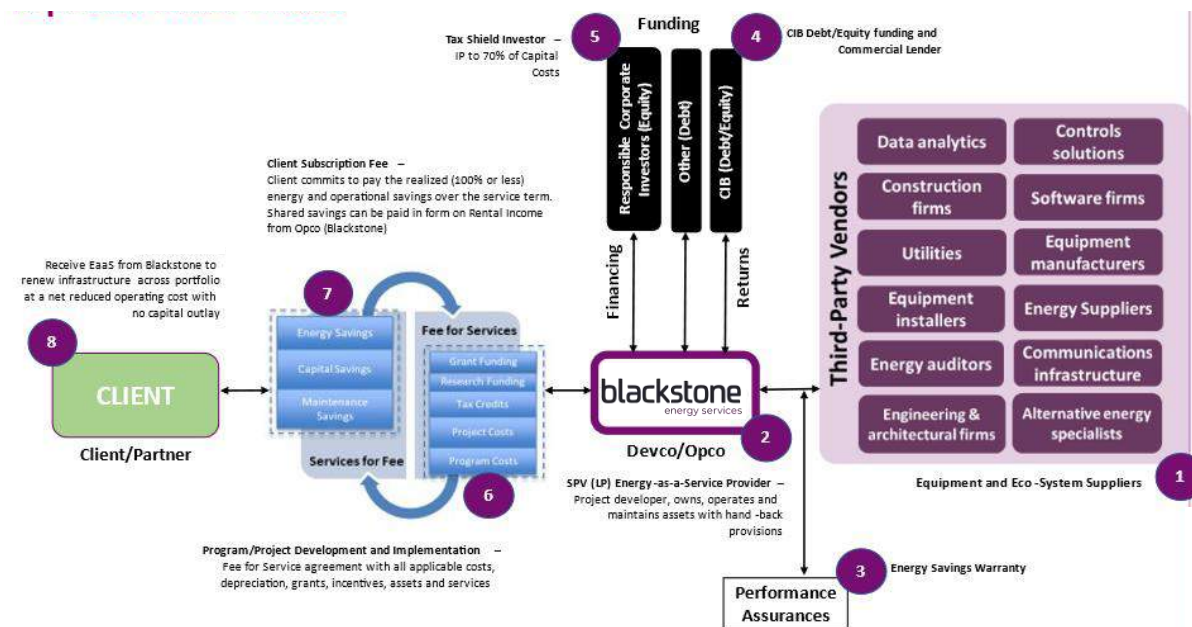 Funding
5
Tax Shield Investor –
IP to 70% of Capital
Costs
4
CIB Debt/Equity funding and
Commercial Lender
Responsible Corporate
Investors (Equity)
Other (Debt)
CIB (Debt/Equity)
Financing
Returns
Client Subscription Fee –
Client commits to pay the realized (100% or less)
energy and operational savings over the service term.
Shared savings can be paid in form on Rental Income
from Opco (Blackstone)
Receive EaaS from Blackstone to
renew infrastructure across portfolio
at a net reduced operating cost with
no capital outlay
8
CLIENT
Client/Partner
7
Energy Savings
Capital Savings
Maintenance
Savings
Services for Fee
Fee for Services
Grant Funding
Research Funding
Tax Credits
Project Costs
Program Costs
6
Program/Project Development and Implementation –
Fee for Service agreement with all applicable costs,
depreciation, grants, incentives, assets and services
blackstone
energy services
2
Devco/Opco
SPV (LP) Energy-as-a-Service Provider –
Project developer, owns, operates and
maintains assets with hand -back
provisions
3
Energy Savings Warranty
Performance
Assurances
Third-Party Vendors
Data analytics
Controls
solutions
Construction
firms
Software firms
Utilities
Equipment
manufacturers
Equipment
installers
Energy Suppliers
Energy auditors
Communications
infrastructure
Engineering &
architectural firms
Alternative energy
specialists
Equipment and Eco -System Suppliers
1